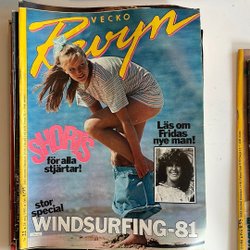 VECKO
Revyn
SHORTS
för alla
stjärtar!
Läs om
Fridas
nye man!
stor
special
WINDSURFING-81